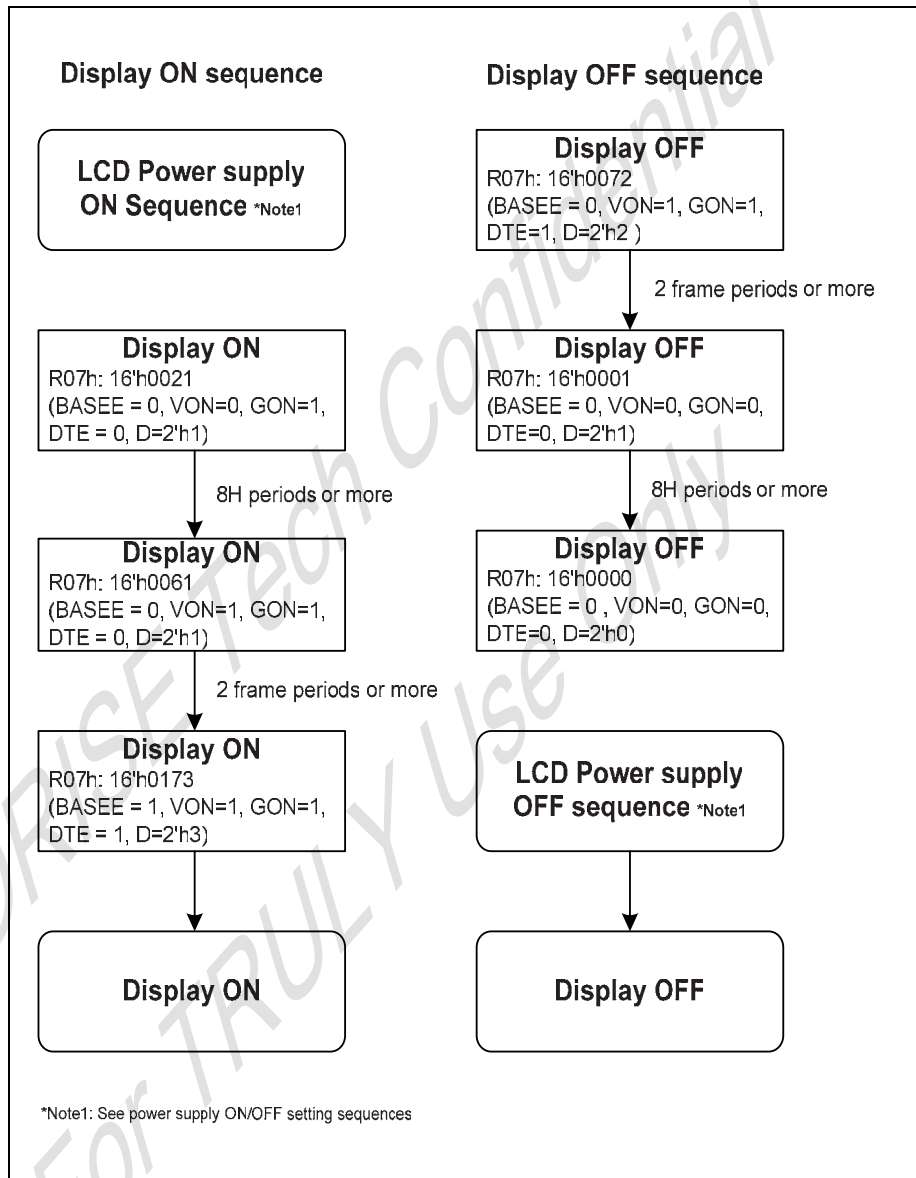 Display ON sequence
LCD Power supply
ON Sequence *Note1
Display ON
R07h: 16'h0021
(BASEE = 0, VON=0, GON=1,
DTE = 0, D=2'h1)
8H periods or more
Display ON
R07h: 16'h0061
(BASEE = 0, VON=1, GON=1,
DTE = 0, D=2'h1)
2 frame periods or more
Display ON
R07h: 16'h0173
(BASEE = 1, VON=1, GON=1,
DTE = 1, D=2'h3)
Display ON
Display OFF sequence
Display OFF
R07h: 16'h0072
(BASEE = 0, VON=1, GON=1,
DTE=1, D=2'h2 )
2 frame periods or more
Display OFF
R07h: 16'h0001
(BASEE = 0, VON=0, GON=0,
DTE=0, D=2'h1)
8H periods or more
Display OFF
R07h: 16'h0000
(BASEE = 0 , VON=0, GON=0,
DTE=0, D=2'h0)
LCD Power supply
OFF sequence *Note1
Display OFF
*Note1: See power supply ON/OFF setting sequences
Tech Confidential
For TRULY Use Only